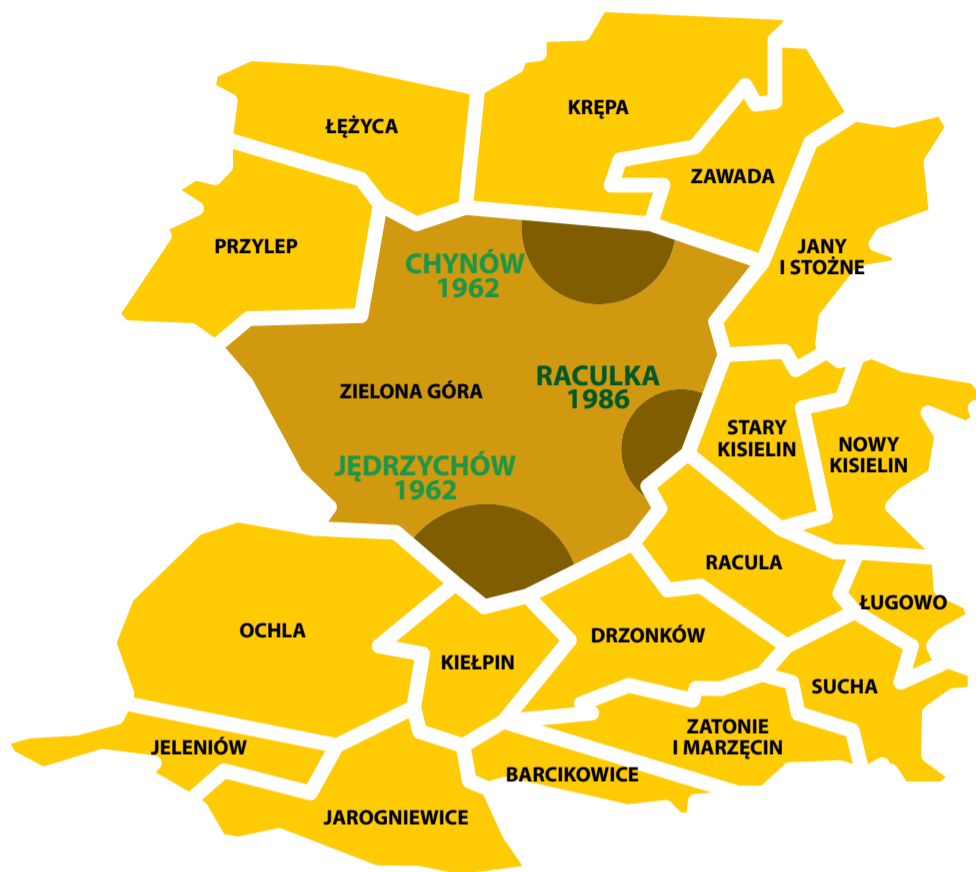 KRĘPA
ŁĘŻYCA
ZAWADA
PRZYLEP
JANY
I STOŻNE
CHYNÓW
1962
RACULKA
1986
ZIELONA GÓRA
STARY
KISIELIN
NOWY
KISIELIN
JĘDRZYCHÓW
1962
RACULA
ŁUGOWO
OCHLA
DRZONKÓW
KIEŁPIN
SUCHA
ZATONIE
I MARZĘCIN
JELENIÓW
BARCIKOWICE
JAROGNIEWICE